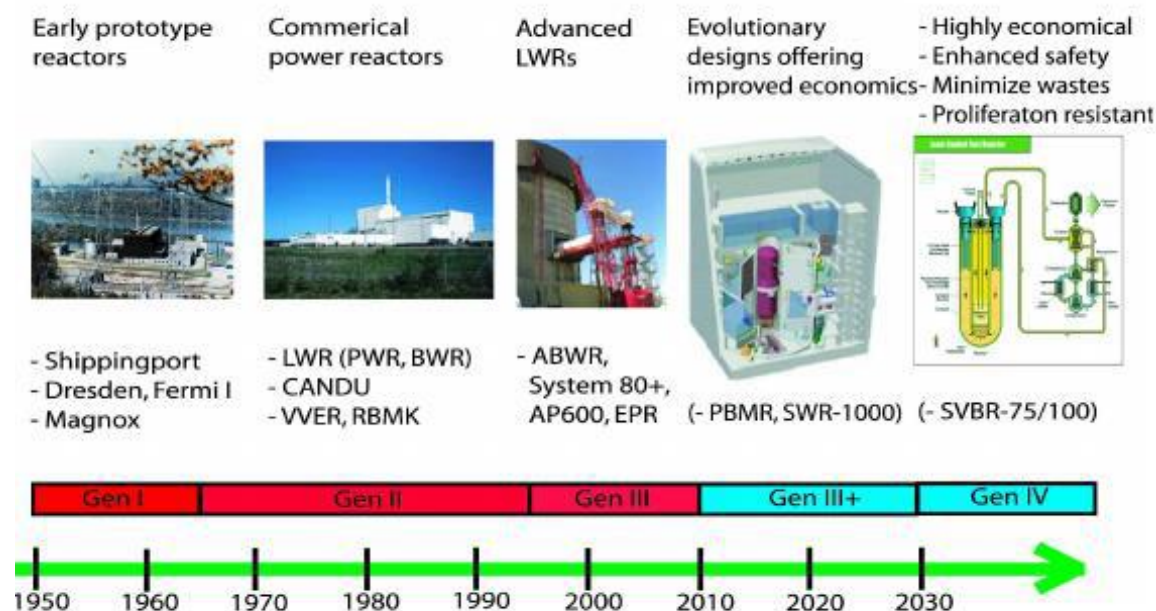 Early prototype
reactors
Commerical
power reactors
Advanced
LWRs
Evolutionary
designs offering
improved economics
- Highly economical
- Enhanced safety
- Minimize wastes
- Proliferaton resistant
- Shippingport
- Dresden, Fermi I
- Magnox
- LWR (PWR, BWR)
- CANDU
- VVER, RBMK
- ABWR,
System 80+,
AP600, EPR
(- PBMR, SWR-1000)
(- SVBR-75/100)
Gen I
Gen II
Gen III
Gen III+
Gen IV
1950
1960
1970
1980
1990
2000
2010
2020
2030